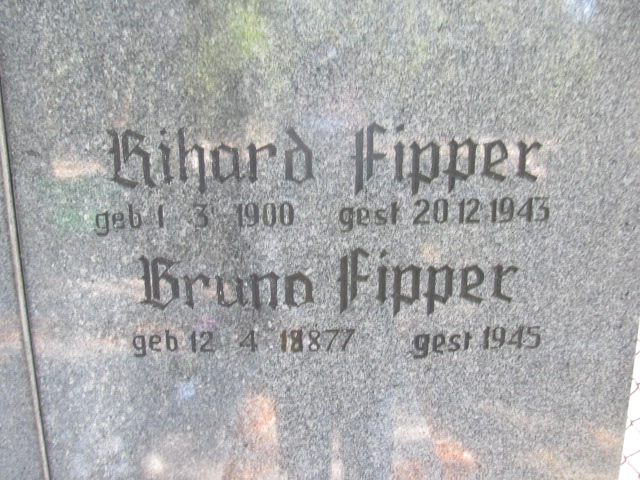 Rihard Fipper
geb 1 3 1900 gest 20 12 1943
Bruno Fipper
geb 12 4 18877 gest 1945